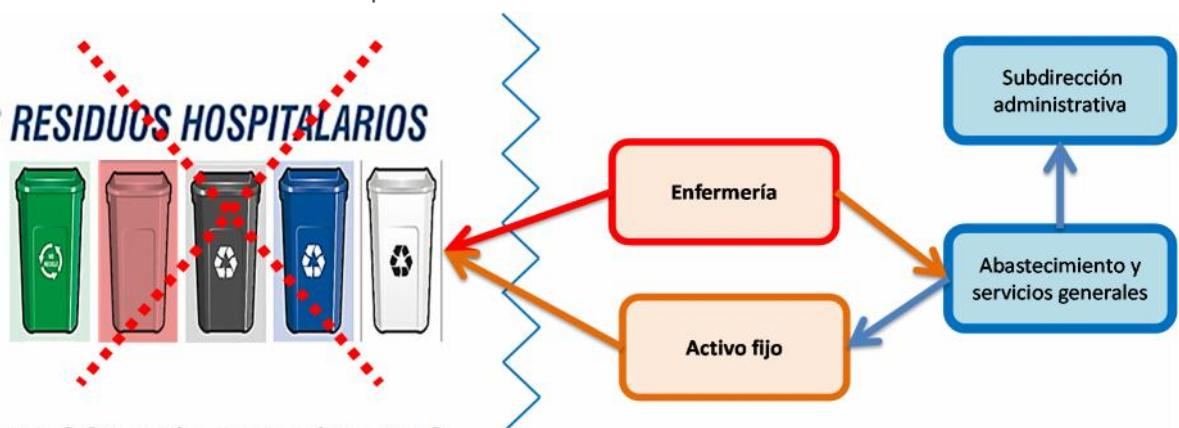 RESIDUOS HOSPITALARIOS
Subdirección
administrativa
Enfermería
Abastecimiento y
servicios generales
Activo fijo